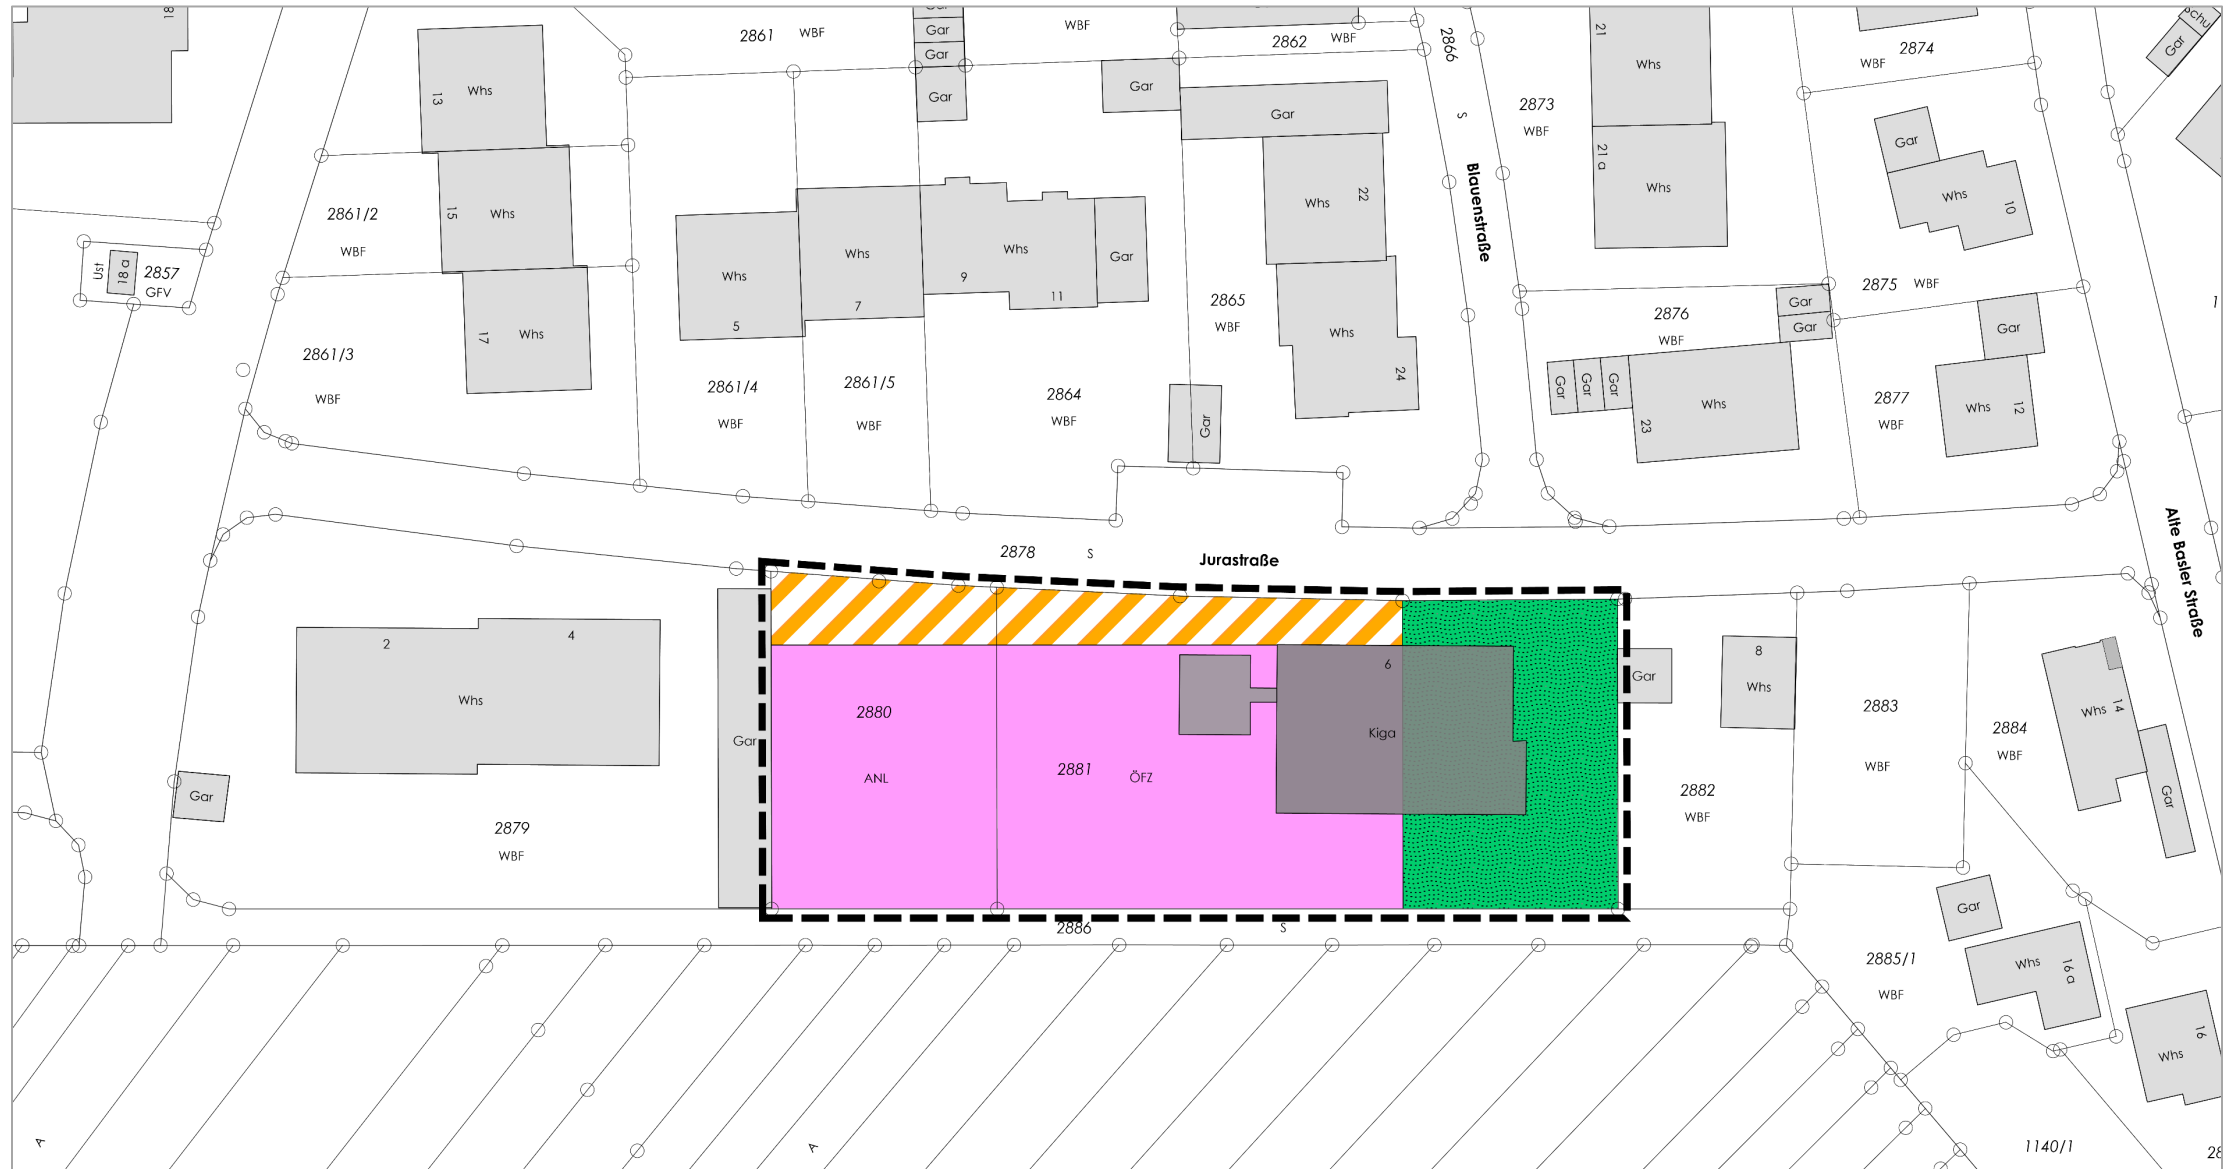 18
Gar
Gar
Gar
2861 WBF
WBF
2862 WBF
2866
S
21
Whs
2874
WBF
Schu
Gar
13
Whs
Gar
Gar
2873
WBF
21 a
Whs
Gar
Whs
10
2861/2
WBF
15
Whs
Whs
22
Blauenstraße
Ust
18 a
2857
GFV
Whs
5
Whs
7
Whs
9
11
Gar
2865
WBF
Whs
24
2875 WBF
2876
WBF
Gar
Gar
Gar
2861/3
WBF
17
Whs
2861/4
WBF
2861/5
WBF
2864
WBF
Gar
Gar
Gar
Gar
Whs
23
2877
WBF
Whs
12
Alte Basler Straße
2878 S
Jurastraße
2
4
Whs
Gar
Gar
2879
WBF
2880
ANL
2881 ÖFZ
6
Kiga
Gar
8
Whs
2882
WBF
2883
WBF
2884
WBF
Whs
14
Gar
2886 S
2885/1
WBF
Gar
Whs
16 a
Whs
16
A
A
1140/1
28